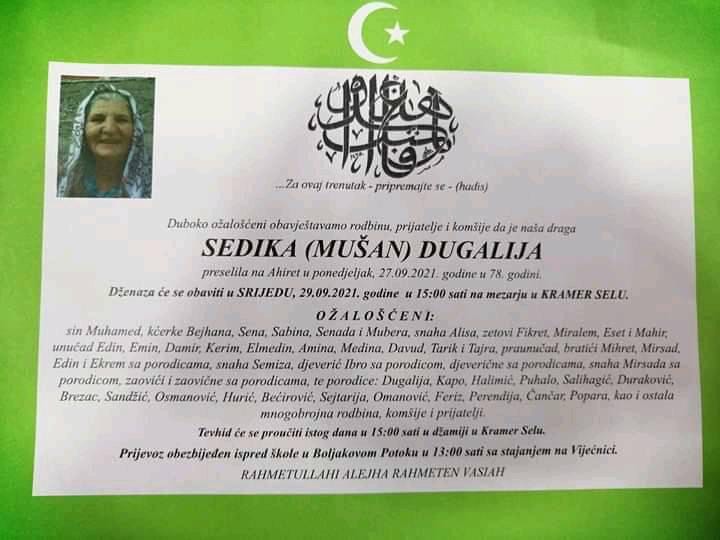 ...Za ovaj trenutak - pripremajte se - (hadis)
Duboko ožalošćeni obavještavamo rodbinu, prijatelje i komšije da je naša draga
SEDIKA (MUŠAN) DUGALIJA
preselila na Ahiret u ponedjeljak, 27.09.2021. godine u 78. godini.
Dženaza će se obaviti u SRIJEDU, 29.09.2021. godine u 15:00 sati na mezarju u KRAMER SELU.
OŽALOŠĆENI:
sin Muhamed, kćerke Bejhana, Sena, Sabina, Senada i Mubera, snaha Alisa, zetovi Fikret, Miralem, Eset i Mahir,
unučad Edin, Emin, Damir, Kerim, Elmedin, Amina, Medina, Davud, Tarik i Tajra, praunučad, bratići Mihret, Mirsad,
Edin i Ekrem sa porodicama, snaha Semiza, djeverić Ibro sa porodicom, djeverične sa porodicama, snaha Mirsada sa
porodicom, zaovići i zaovične sa porodicama, te porodice: Dugalija, Kapo, Halimić, Puhalo, Salihagić, Duraković,
Brezac, Sandžić, Osmanović, Hurić, Bećirović, Sejtarija, Omanović, Feriz, Perendija, Čančar, Popara, kao i ostala
mnogobrojna rodbina, komšije i prijatelji.
Tevhid će se proučiti istog dana u 15:00 sati u džamiji u Kramer Selu.
Prijevoz obezbijeđen ispred škole u Boljakovom Potoku u 13:00 sati sa stajanjem na Vijećnici.
RAHMETULLAHI ALEJHA RAHMETEN VASIAH